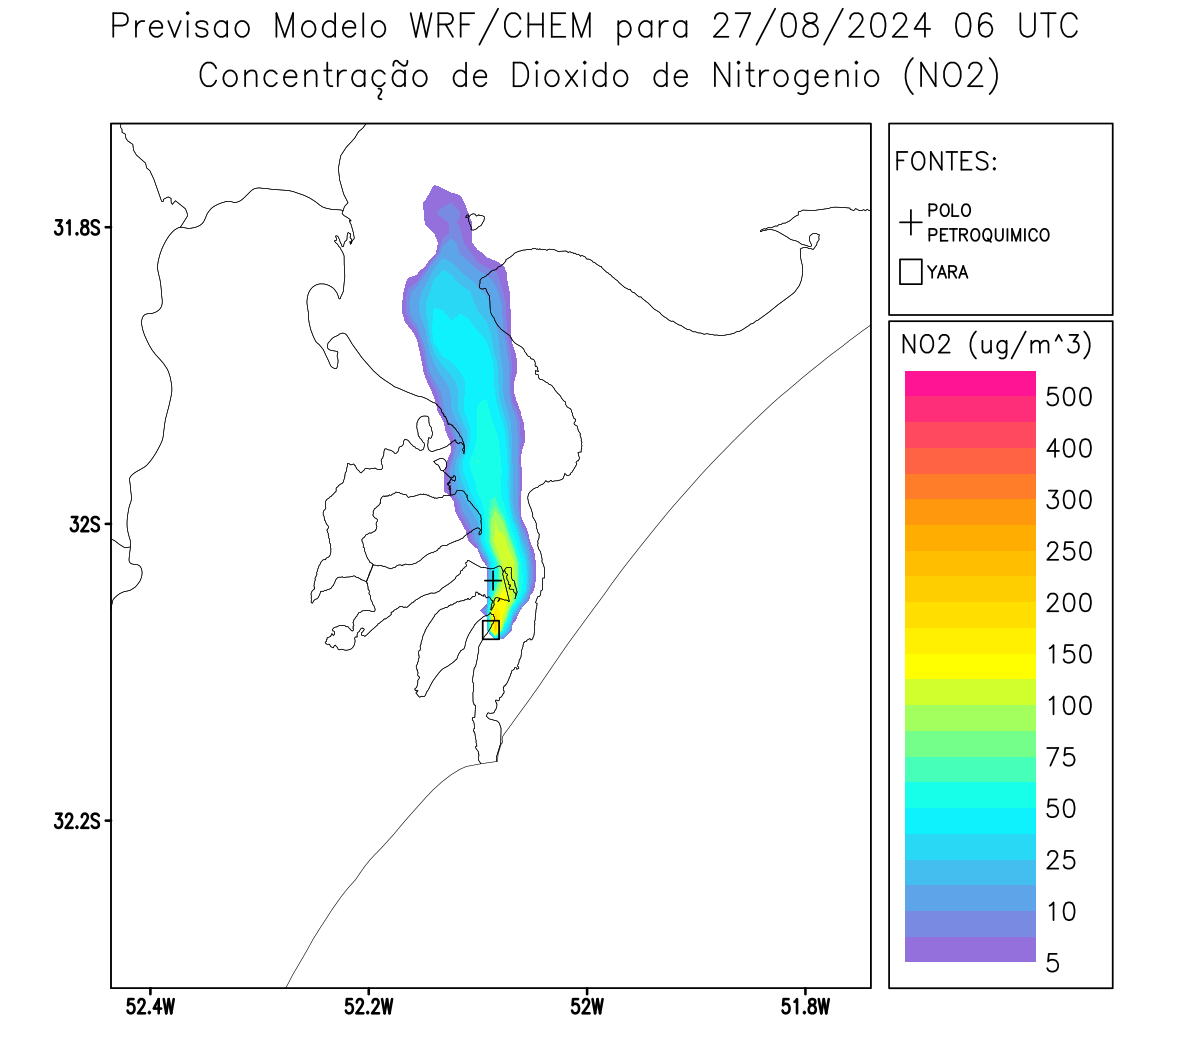 Previsao Modelo WRF/CHEM para 27/08/2024 06 UTC
Concentração de Dioxido de Nitrogenio (NO2)
FONTES:
POLO
PETROQUIMICO
YARA
NO2 (ug/m^3)
500
400
300
250
200
150
100
75
50
25
10
5
31.8S
32S
32.2S
52.4W
52.2W
52W
51.8W